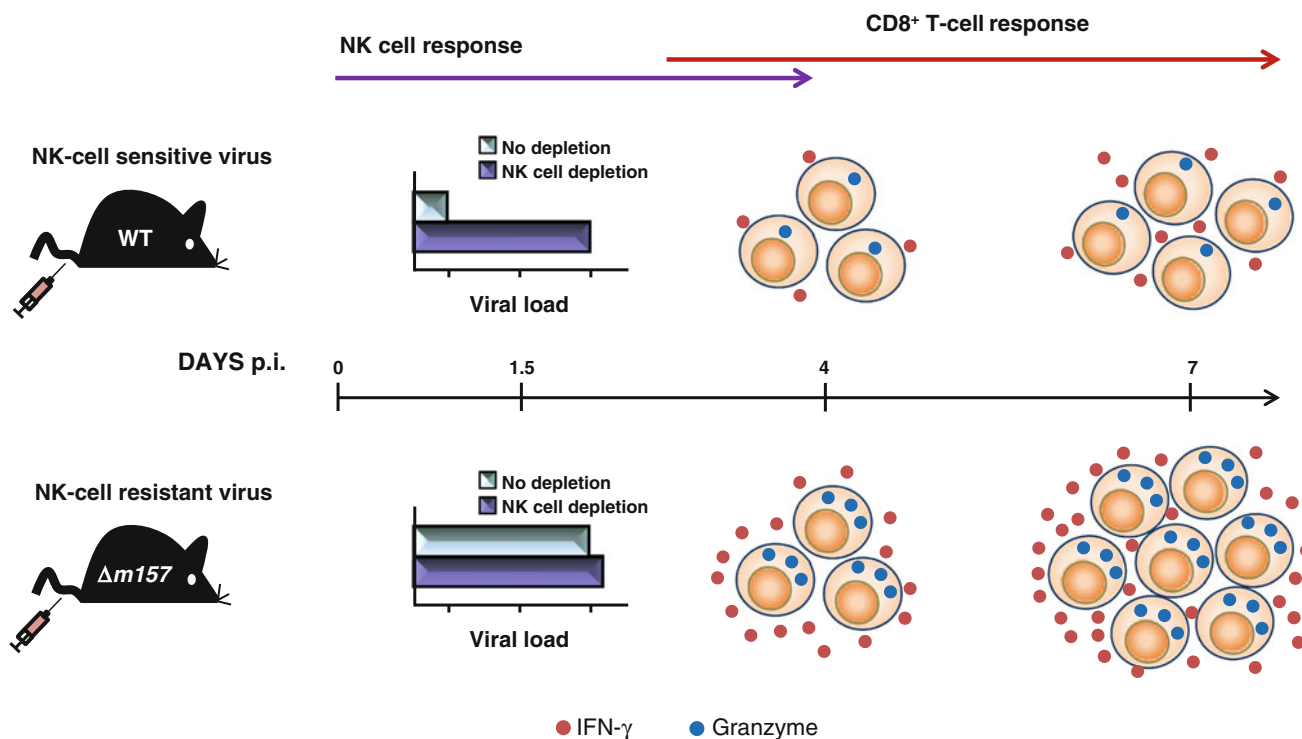 NK cell response
CD8⁺ T-cell response
NK-cell sensitive virus
WT
No depletion
NK cell depletion
Viral load
DAYS p.i.
0
1.5
4
7
NK-cell resistant virus
Δm157
No depletion
NK cell depletion
Viral load
IFN-γ
Granzyme